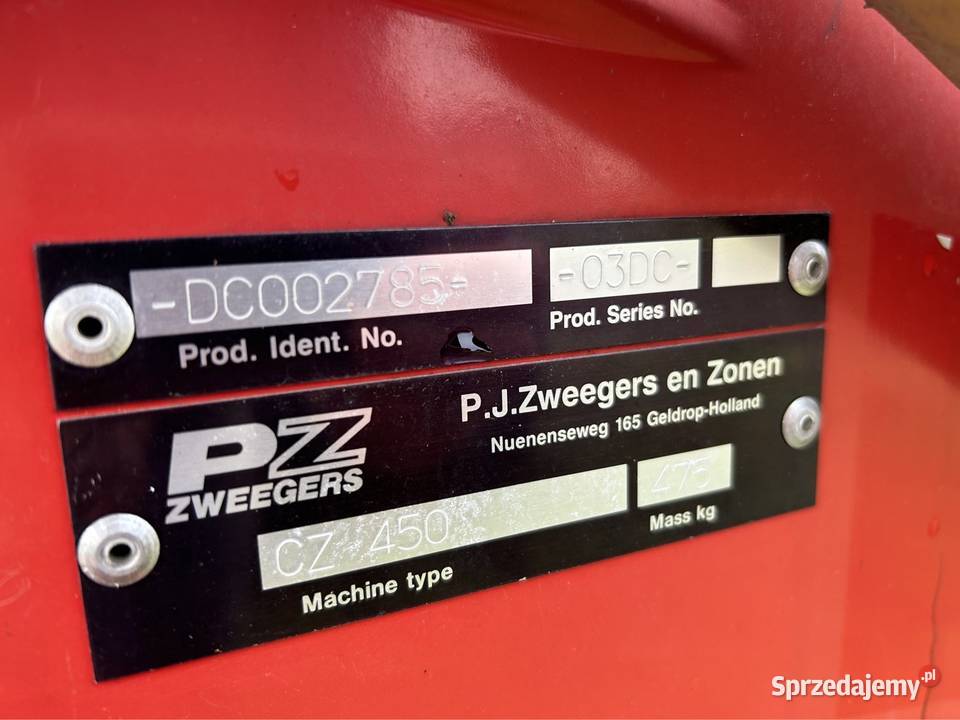 -DC002785-
-03DC-
Prod. Ident. No.
Prod. Series No.
PZ
ZWEEGERS
P.J.Zweegers en Zonen
Nuenenseweg 165 Geldrop-Holland
CZ 450
475
Machine type
Mass kg
Sprzedajemy.pl